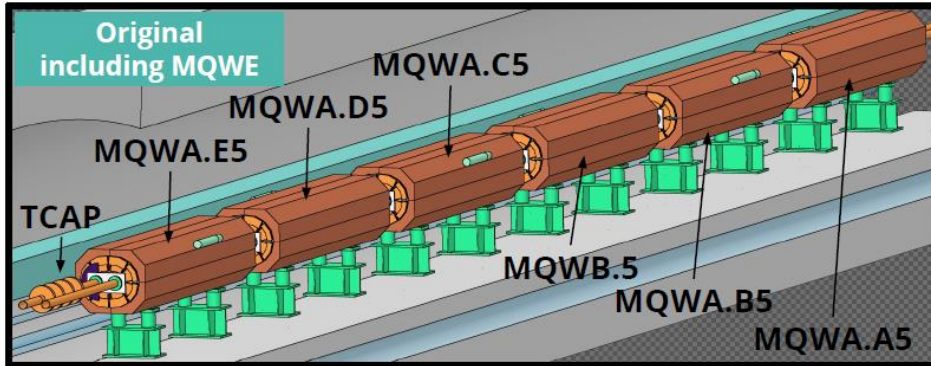 Original
including MQWE
MQWA.C5
MQWA.D5
MQWA.E5
TCAP
MQWB.5
MQWA.B5
MQWA.A5